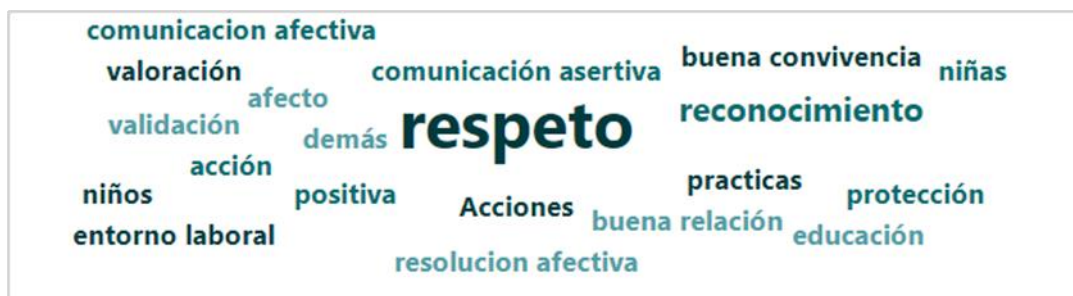 comunicacion afectiva
buena convivencia
valoración
comunicación asertiva
niñas
afecto
reconocimiento
validación
demás
respeto
acción
practicas
niños
positiva
protección
Acciones
buena relación
entorno laboral
educación
resolucion afectiva